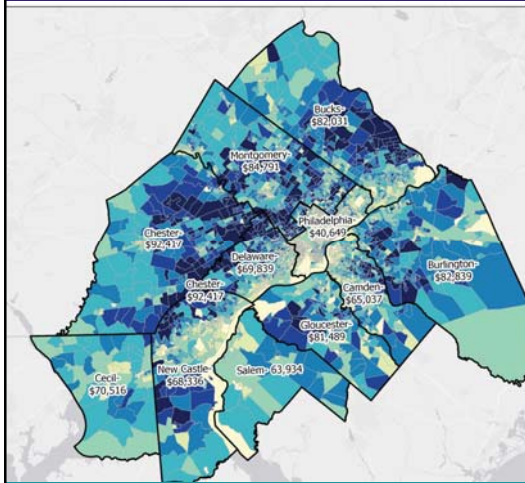 Bucks-
$82,031
Montgomery-
$84,791
Philadelphia-
$40,649
Chester-
$92,417
Delaware-
$69,839
Burlington-
$82,839
Chester-
$92,417
Camden-
$65,037
Gloucester-
$81,489
New Castle-
$68,336
Salem- 63,934
Cecil-
$70,516